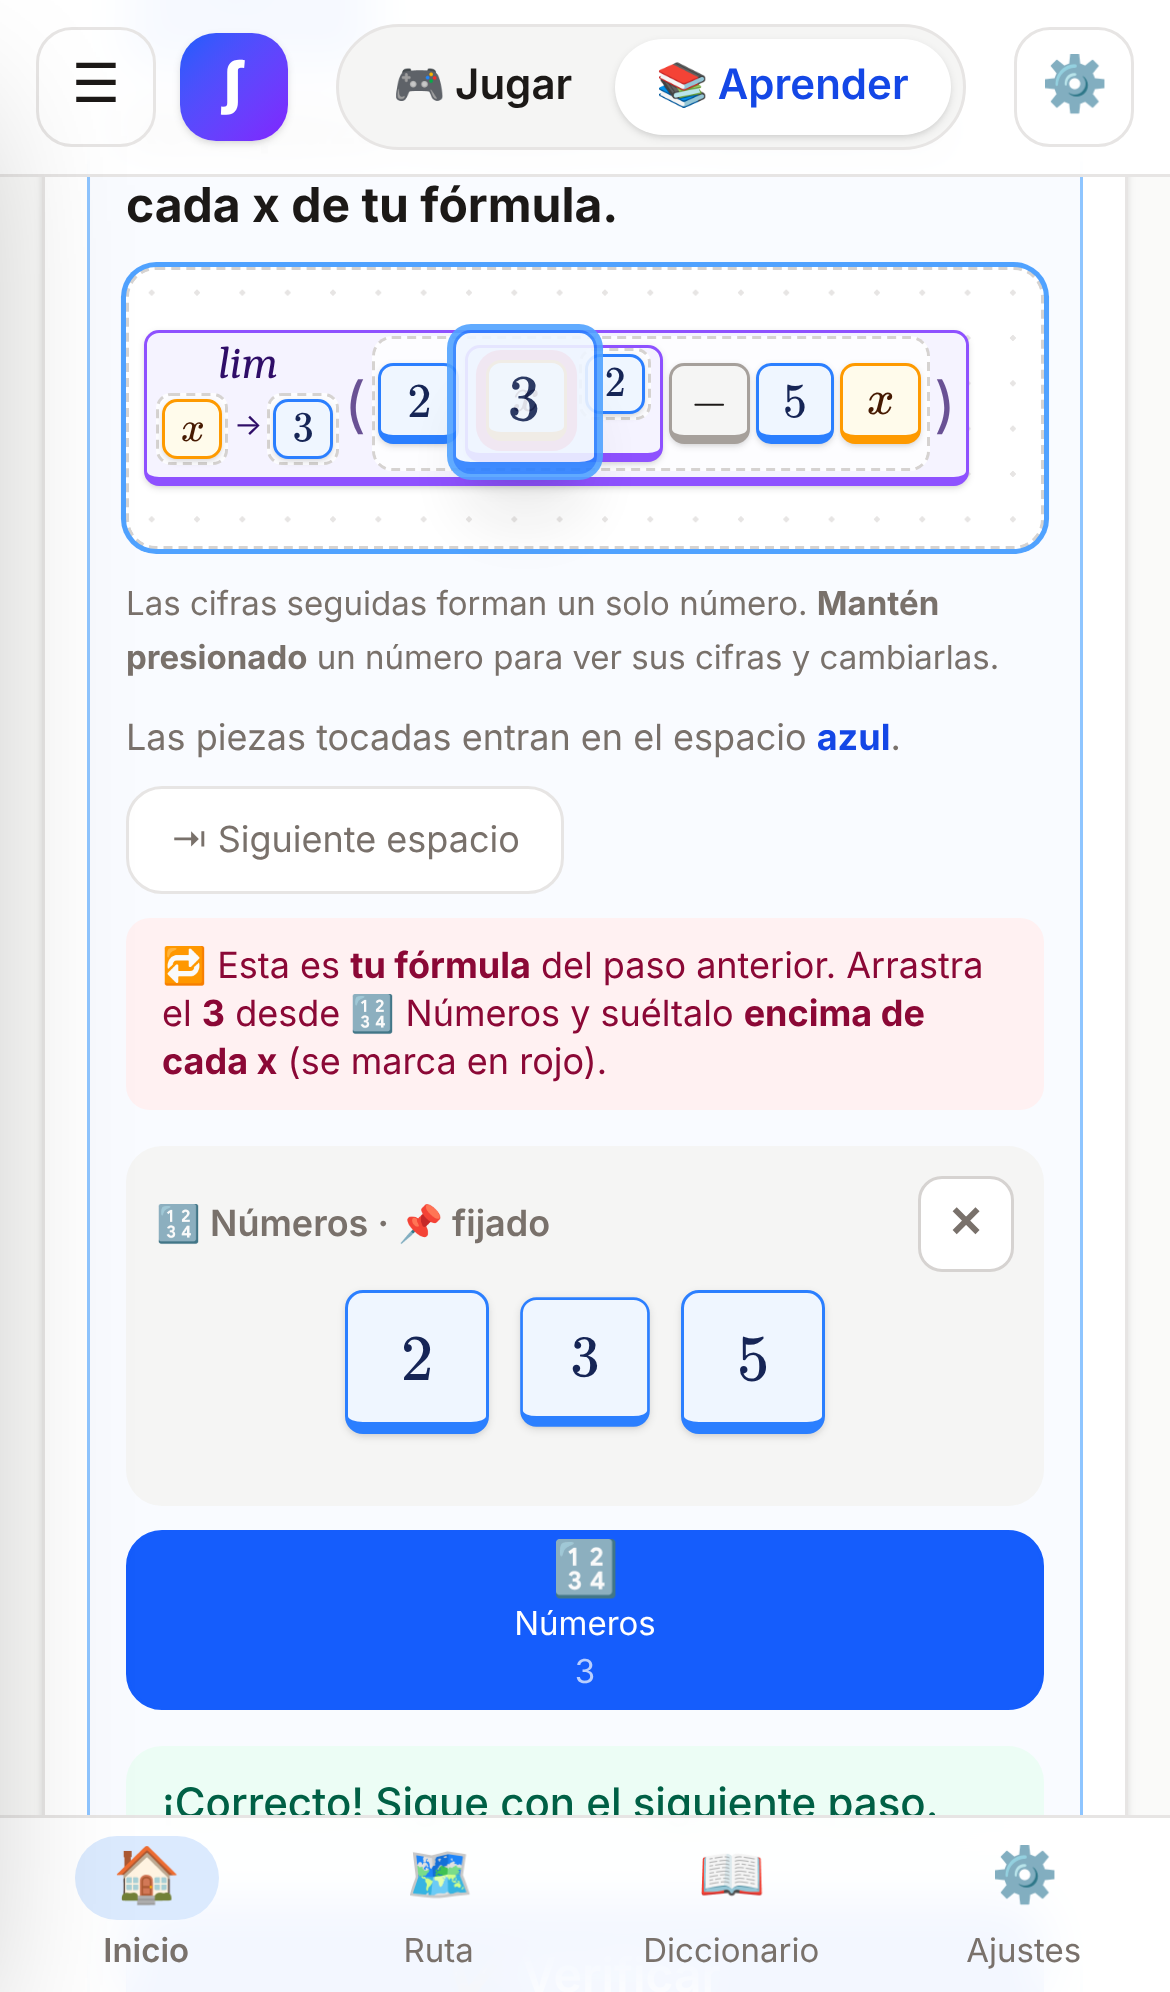 ☰ ∫ 🎮 Jugar 📚 Aprender ⚙️
cada x de tu fórmula.
lim
x → 3 ( 2 3 2 − 5 x )
Las cifras seguidas forman un solo número. Mantén
presionado un número para ver sus cifras y cambiarlas.
Las piezas tocadas entran en el espacio azul.
⇥ Siguiente espacio
🔁 Esta es tu fórmula del paso anterior. Arrastra
el 3 desde 🔢 Números y suéltalo encima de
cada x (se marca en rojo).
🔢 Números · 📌 fijado ✕
2 3 5
🔢
Números
3
¡Correcto! Sigue con el siguiente paso.
Inicio Ruta Diccionario Ajustes